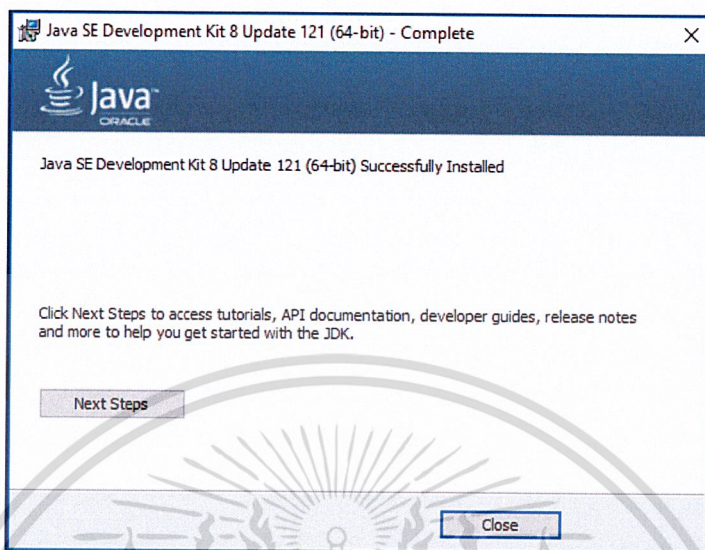 Java SE Development Kit 8 Update 121 (64-bit) - Complete
Java™
ORACLE
Java SE Development Kit 8 Update 121 (64-bit) Successfully Installed
Click Next Steps to access tutorials, API documentation, developer guides, release notes
and more to help you get started with the JDK.
Next Steps
Close